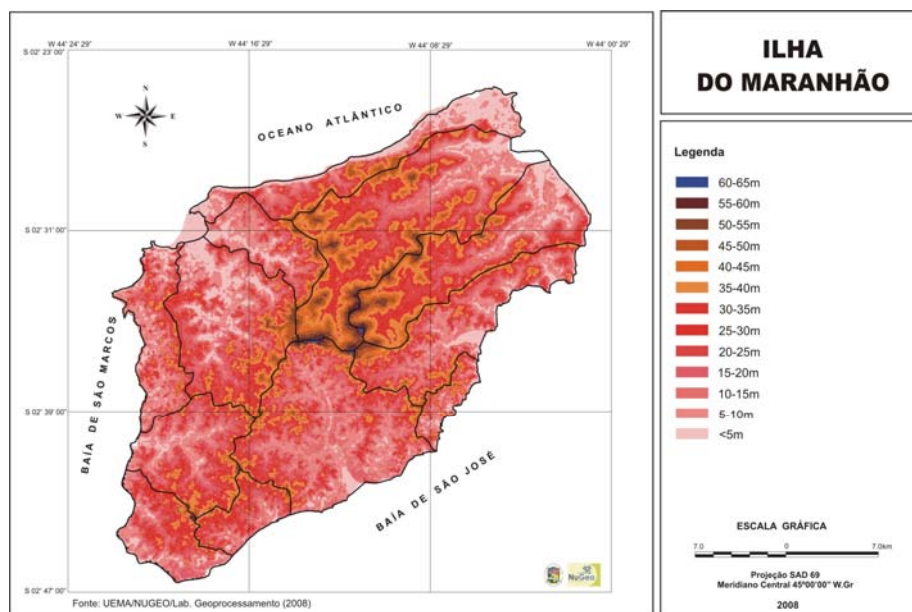 ILHA
DO MARANHÃO
W 44 24' 29" W 44 16' 29" W 44 08' 29" W 44 00' 29"
S 02 23' 00"
N
W E
S
OCEANO ATLÂNTICO
S 02 31' 00"
BAÍA DE SÃO MARCOS
S 02 39' 00"
BAÍA DE SÃO JOSÉ
NuGeo
S 02 47' 00"
Fonte: UEMA/NUGEO/Lab. Geoprocessamento (2008)
Legenda
60-65m
55-60m
50-55m
45-50m
40-45m
35-40m
30-35m
25-30m
20-25m
15-20m
10-15m
5-10m
<5m
ESCALA GRÁFICA
7.0 0 7.0km
Projeção SAD 69
Meridiano Central 45º00'00" W.Gr
2008